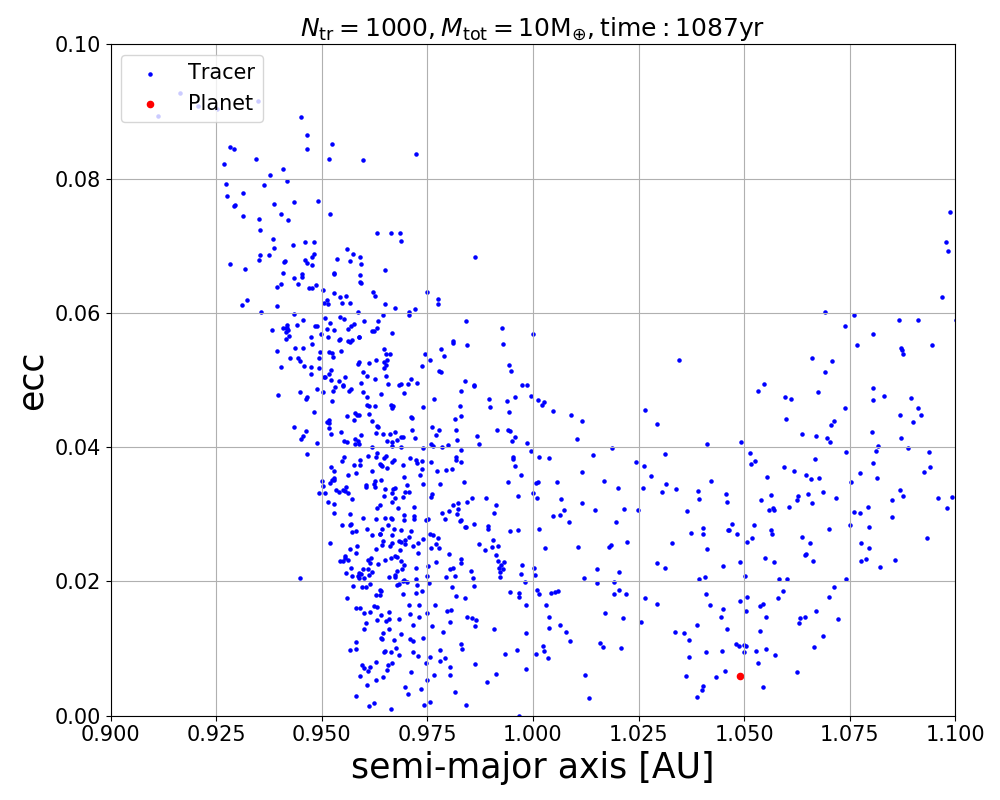 N_tr = 1000, M_tot = 10M_⊕, time : 1087yr
0.10
Tracer
Planet
0.08
0.06
ecc
0.04
0.02
0.00
0.900 0.925 0.950 0.975 1.000 1.025 1.050 1.075 1.100
semi-major axis [AU]